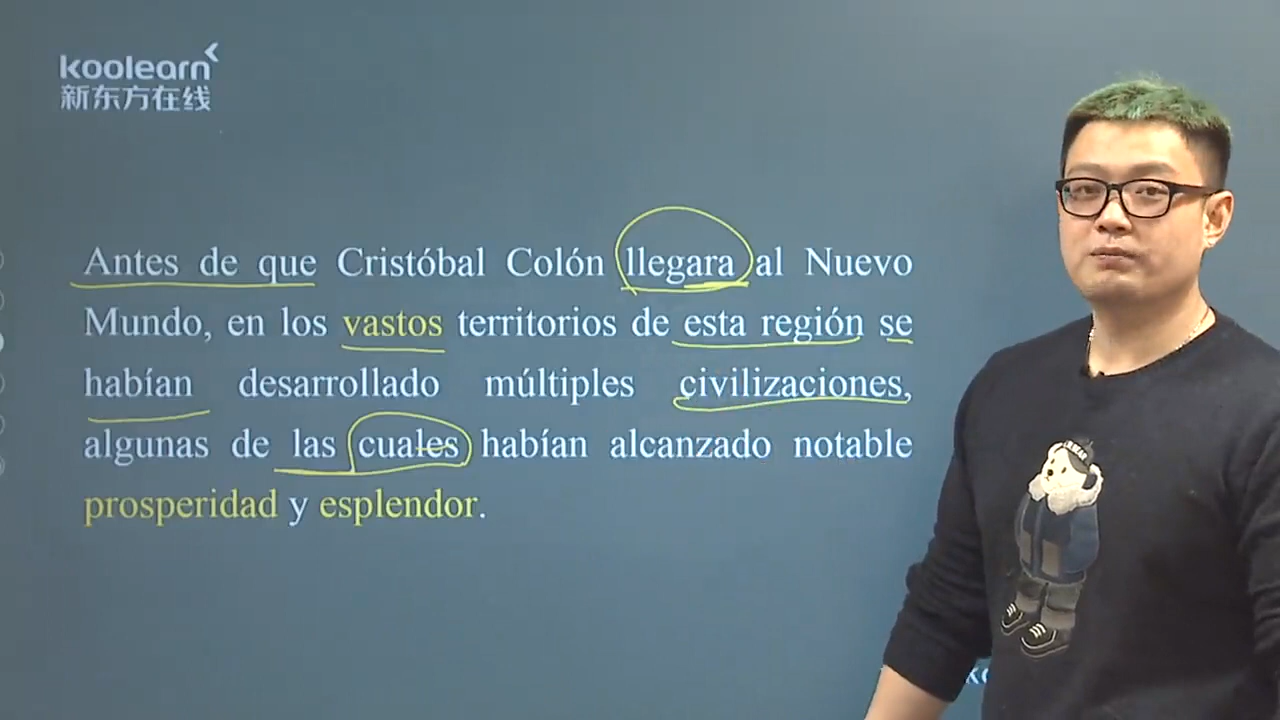 koolearn
新东方在线
Antes de que Cristóbal Colón llegara al Nuevo
Mundo, en los vastos territorios de esta región se
habían desarrollado múltiples civilizaciones,
algunas de las cuales habían alcanzado notable
prosperidad y esplendor.